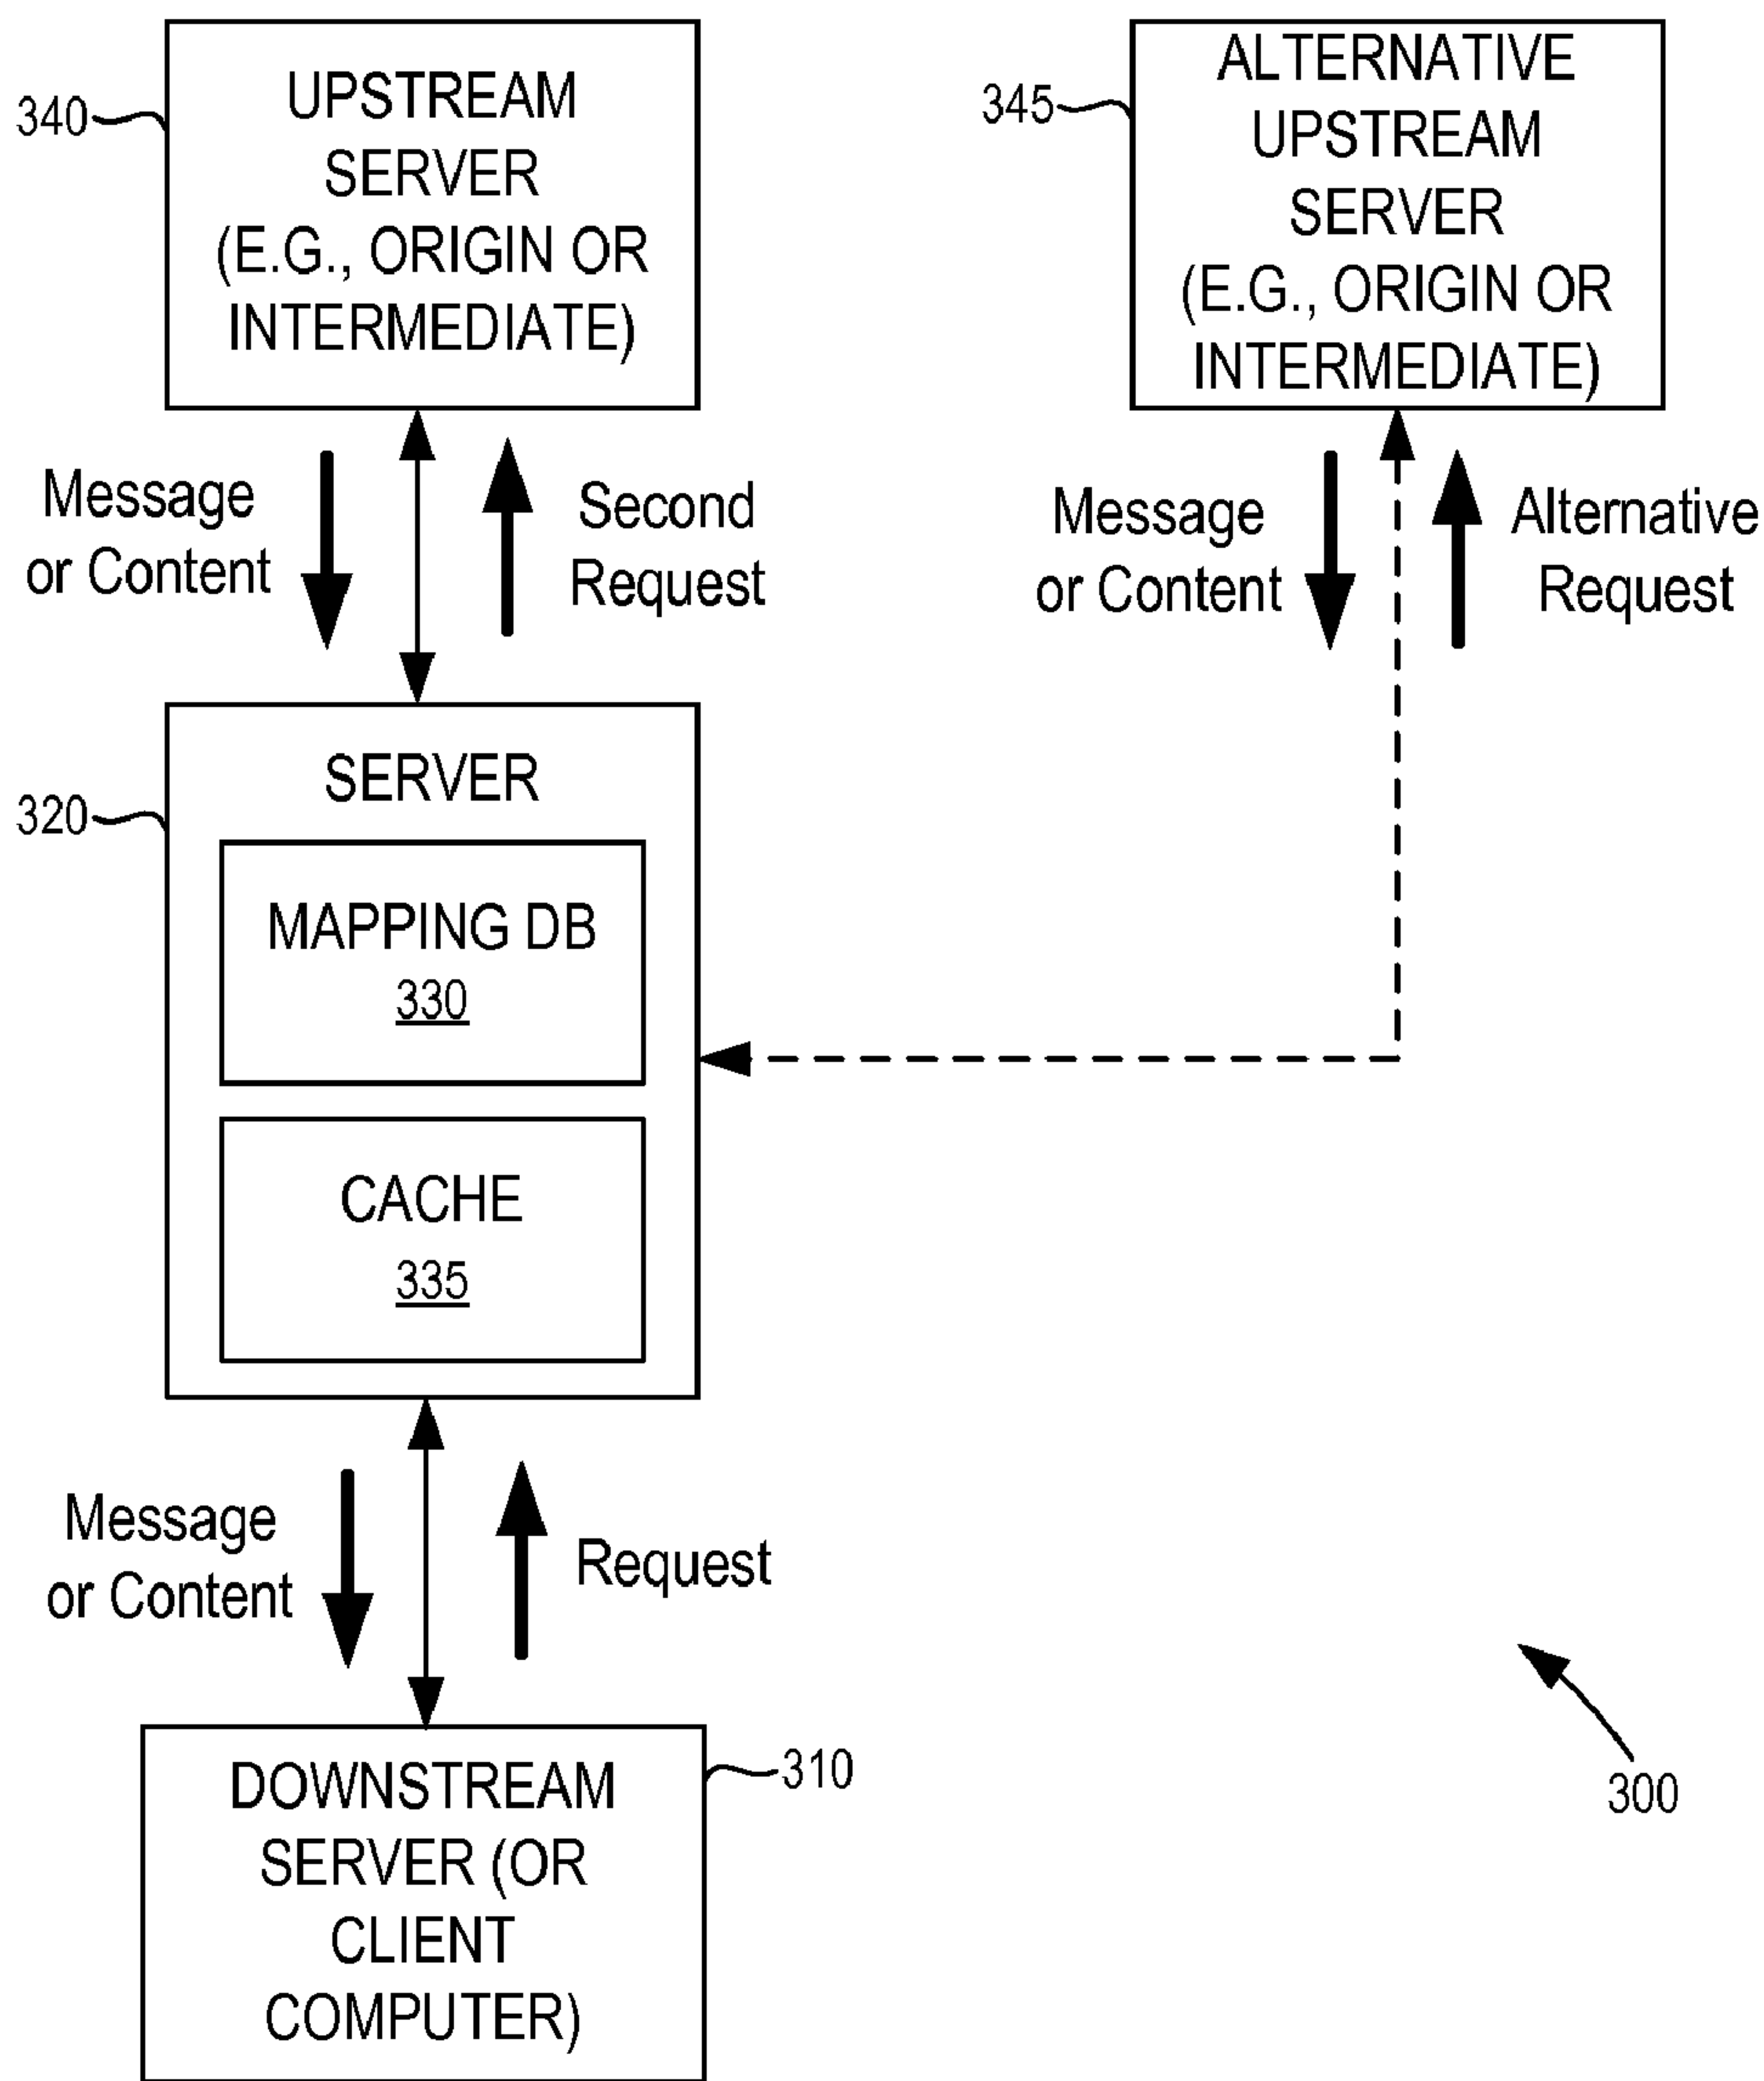 340
UPSTREAM
SERVER
(E.G., ORIGIN OR
INTERMEDIATE)
345
ALTERNATIVE
UPSTREAM
SERVER
(E.G., ORIGIN OR
INTERMEDIATE)
Message
or Content
Second
Request
Message
or Content
Alternative
Request
320
SERVER
MAPPING DB
330
CACHE
335
Message
or Content
Request
310
DOWNSTREAM
SERVER (OR
CLIENT
COMPUTER)
300